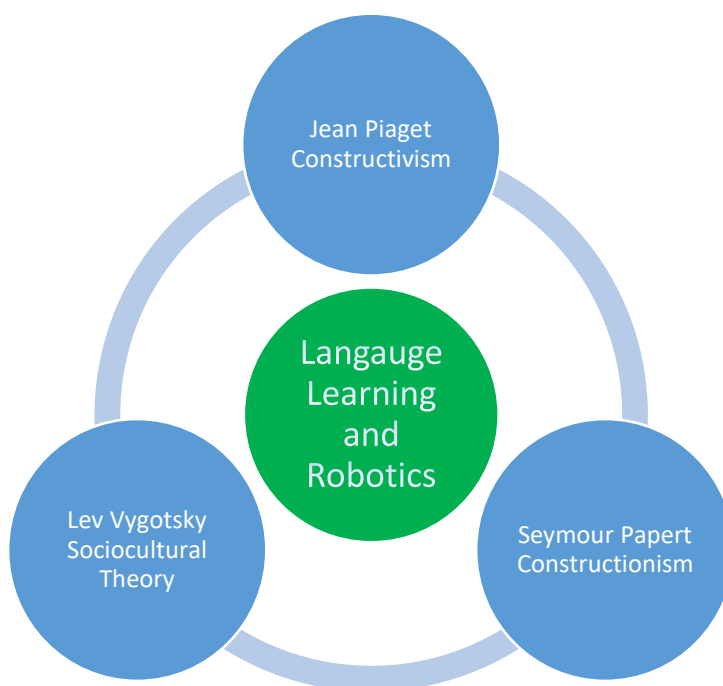 Jean Piaget
Constructivism
Langauge
Learning
and
Robotics
Lev Vygotsky
Sociocultural
Theory
Seymour Papert
Constructionism